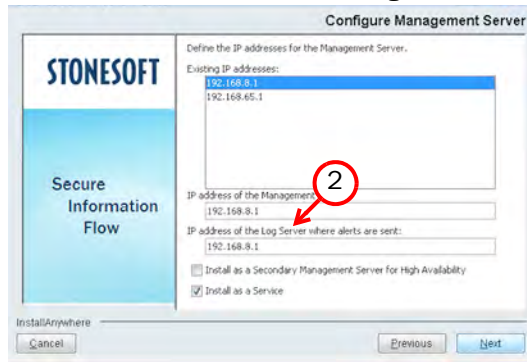 Configure Management Server
STONESOFT
Secure
Information
Flow
Define the IP addresses for the Management Server.
Existing IP addresses:
192.168.8.1
192.168.65.1
IP address of the Management
2
192.168.8.1
IP address of the Log Server where alerts are sent:
192.168.8.1
Install as a Secondary Management Server for High Availability
Install as a Service
InstallAnywhere
Cancel
Previous
Next